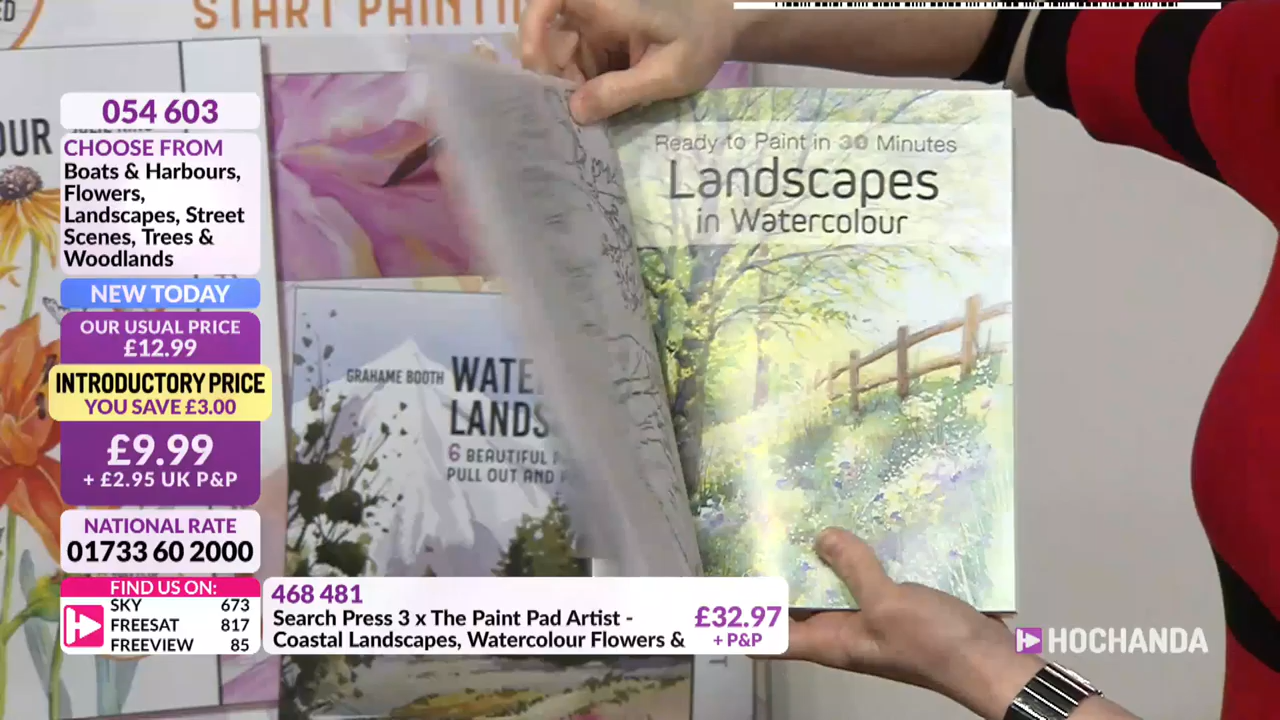 ED
START PAINTIN
OUR
054 603
CHOOSE FROM
Boats & Harbours,
Flowers,
Landscapes, Street
Scenes, Trees &
Woodlands
NEW TODAY
OUR USUAL PRICE
£12.99
INTRODUCTORY PRICE
YOU SAVE £3.00
£9.99
+ £2.95 UK P&P
NATIONAL RATE
01733 60 2000
FIND US ON:
SKY 673
FREESAT 817
FREEVIEW 85
Ready to Paint in 30 Minutes
Landscapes
in Watercolour
GRAHAME BOOTH
WATE
LANDS
6 BEAUTIFUL
PULL OUT AND
468 481
Search Press 3 x The Paint Pad Artist -
Coastal Landscapes, Watercolour Flowers &
£32.97
+ P&P
HOCHANDA